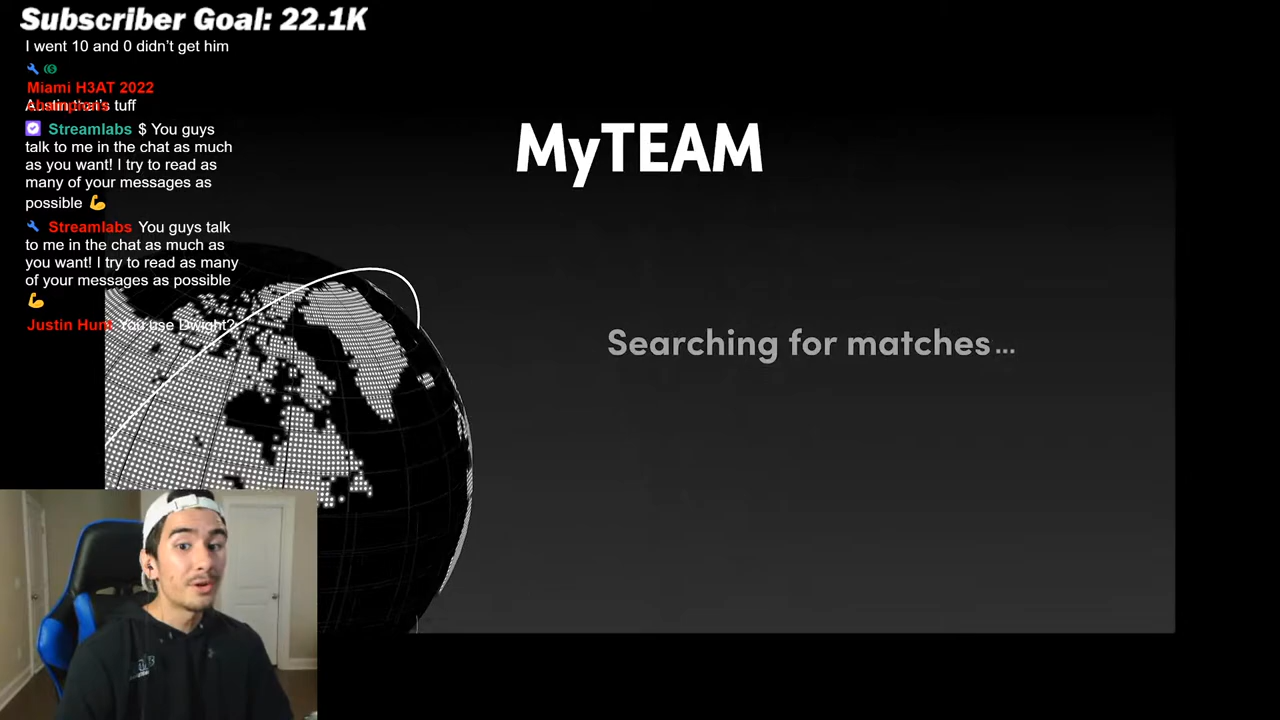 Subscriber Goal: 22.1K
I went 10 and 0 didn't get him
Miami H3AT 2022
Austin that's tuff
Streamlabs $ You guys
talk to me in the chat as much
as you want! I try to read as
many of your messages as
possible 💪
Streamlabs You guys talk
to me in the chat as much as
you want! I try to read as many
of your messages as possible
💪
Justin Hunt You use Dwight?
MyTEAM
Searching for matches...